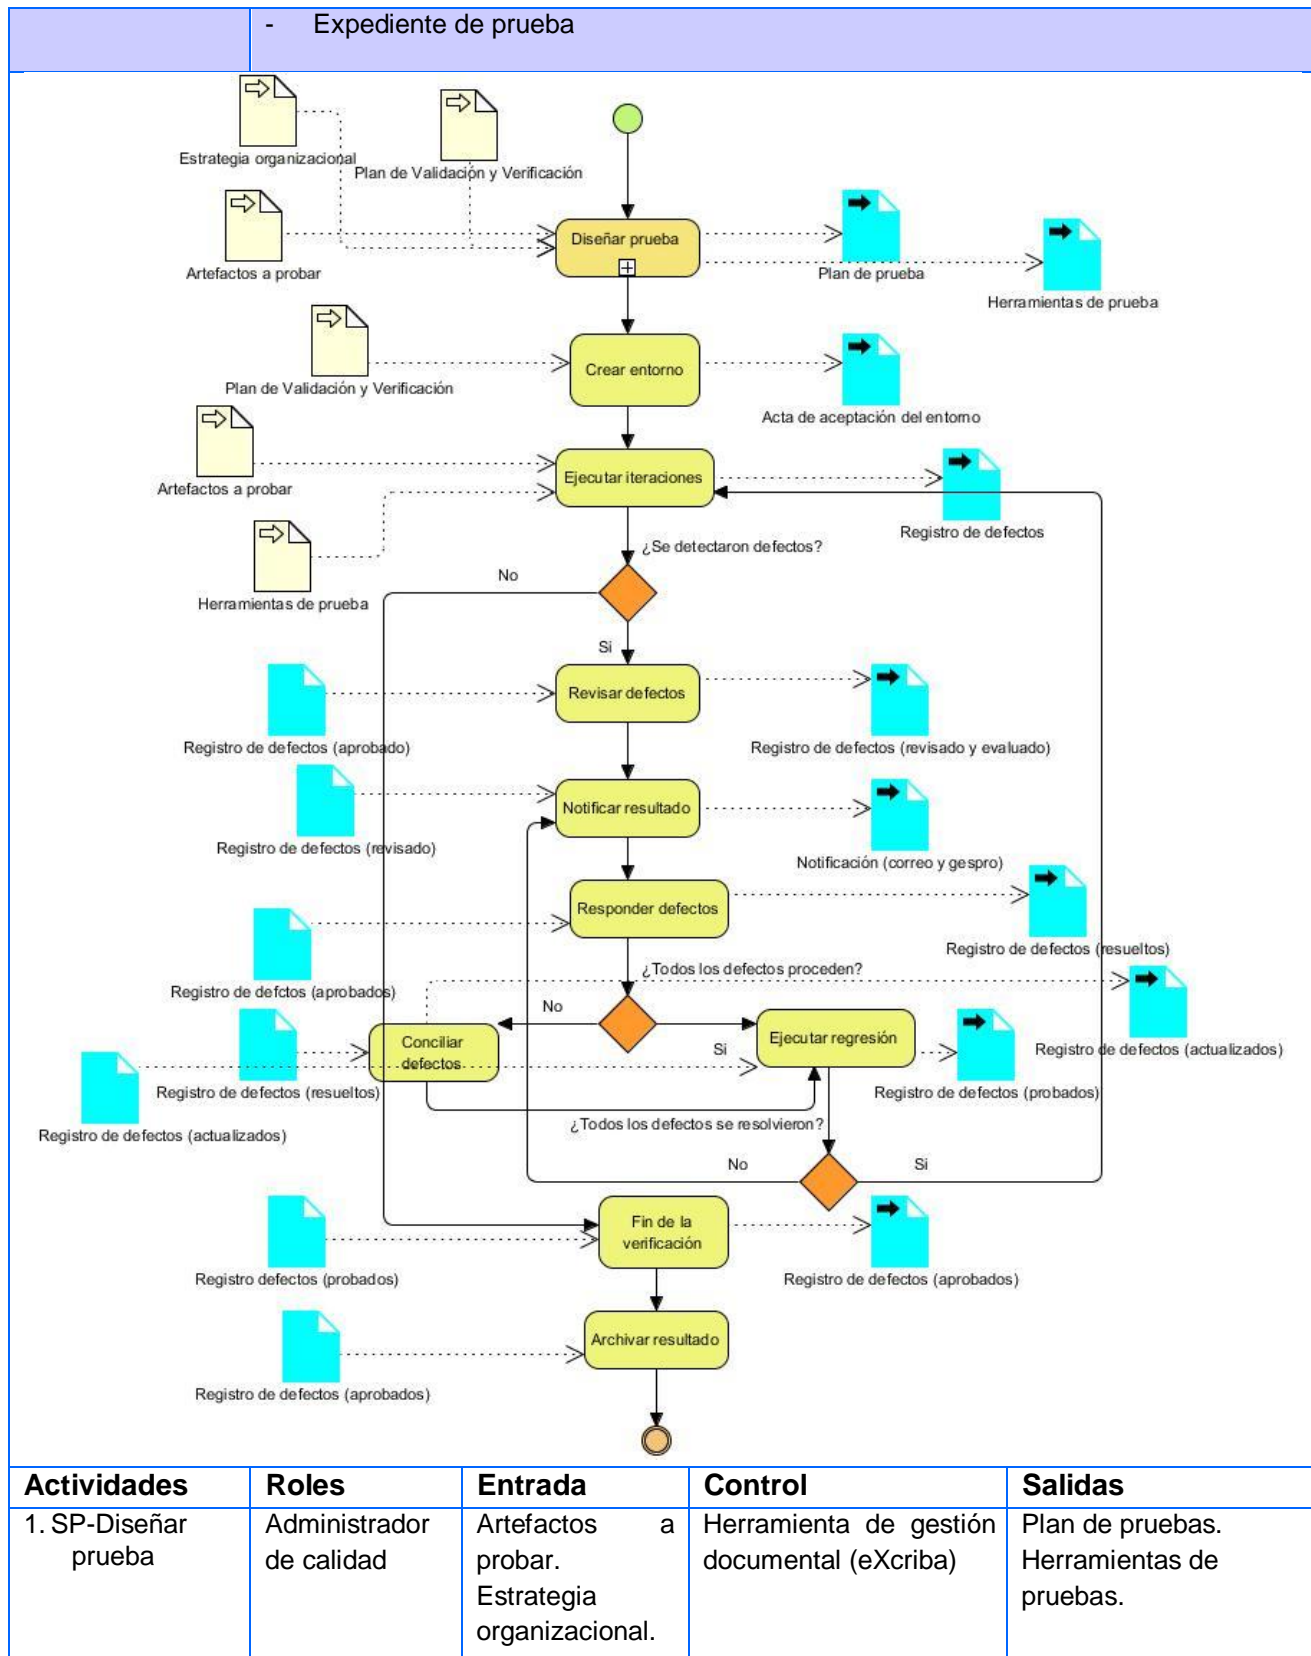 - Expediente de prueba
Estrategia organizacional
Plan de Validación y Verificación
Diseñar prueba
Artefactos a probar
Plan de prueba
Herramientas de prueba
Crear entorno
Plan de Validación y Verificación
Acta de aceptación del entorno
Ejecutar iteraciones
Artefactos a probar
Registro de defectos
¿Se detectaron defectos?
No
Herramientas de prueba
Si
Revisar defectos
Registro de defectos (aprobado)
Registro de defectos (revisado y evaluado)
Notificar resultado
Registro de defectos (revisado)
Notificación (correo y gespro)
Responder defectos
Registro de defectos (resueltos)
¿Todos los defectos proceden?
Registro de defctos (aprobados)
No
Conciliar
defectos
Si
Ejecutar regresión
Registro de defectos (actualizados)
Registro de defectos (resueltos)
Registro de defectos (probados)
¿Todos los defectos se resolvieron?
Registro de defectos (actualizados)
No
Si
Fin de la
verificación
Registro defectos (probados)
Registro de defectos (aprobados)
Archivar resultado
Registro de defectos (aprobados)
Actividades Roles Entrada Control Salidas
1. SP-Diseñar Administrador Artefactos a Herramienta de gestión Plan de pruebas.
prueba de calidad probar. documental (eXcriba) Herramientas de
Estrategia pruebas.
organizacional.